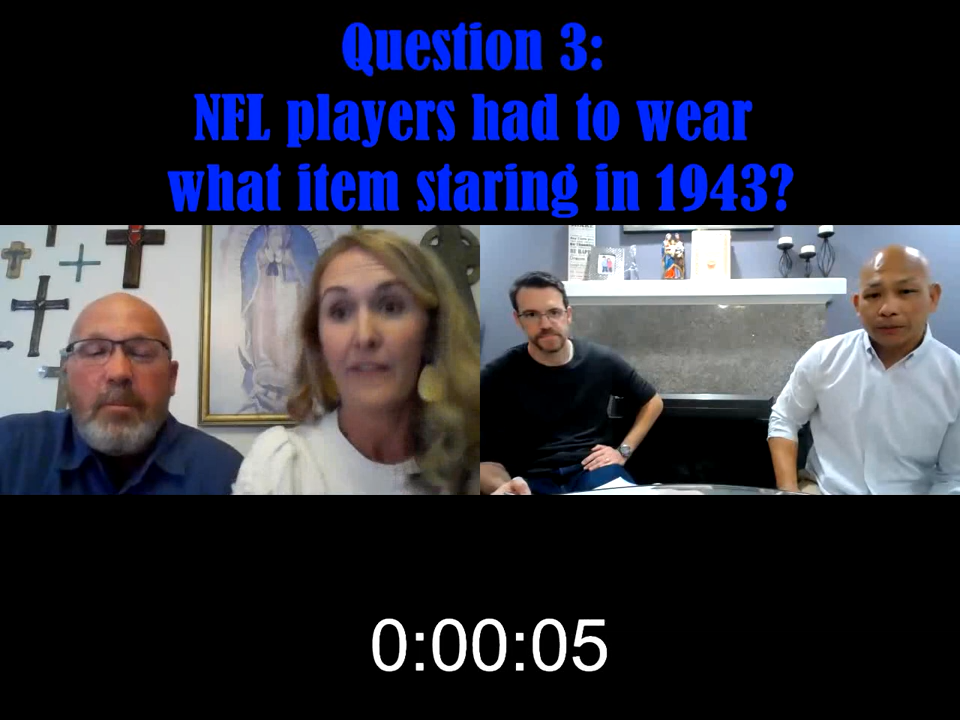 Question 3:
NFL players had to wear
what item staring in 1943?
0:00:05